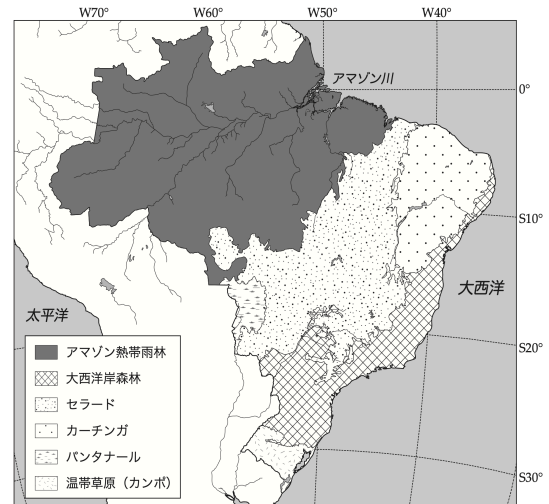 W70° W60° W50° W40°
アマゾン川
0°
S10°
大西洋
太平洋
S20°
アマゾン熱帯雨林
大西洋岸森林
セラード
カーチンガ
パンタナール
温帯草原（カンポ）
S30°